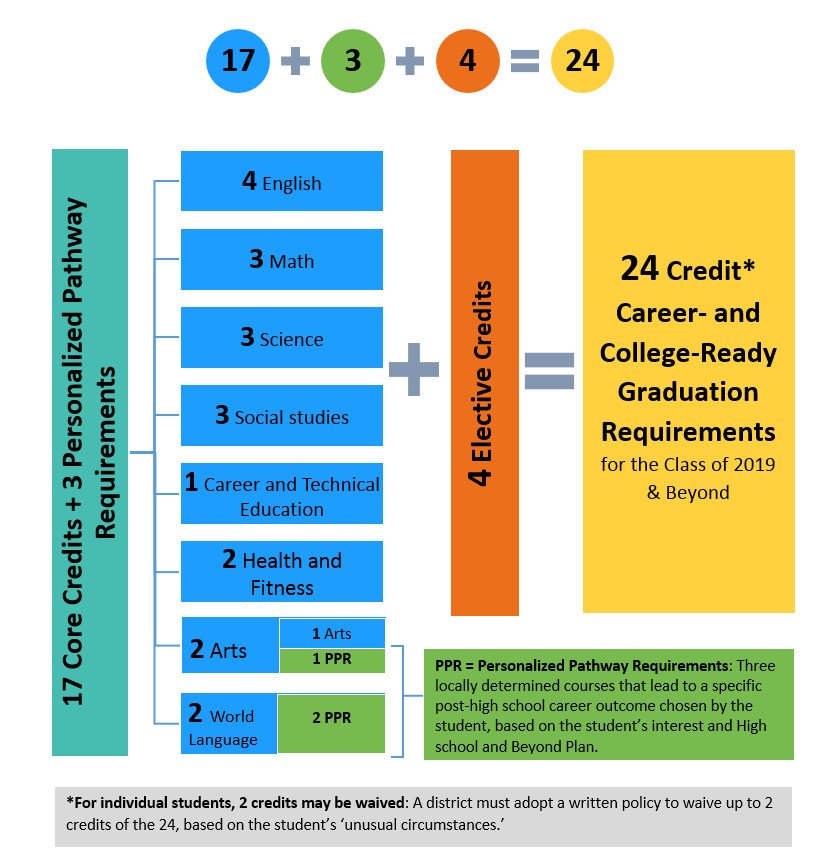 17 + 3 + 4 = 24
17 Core Credits + 3 Personalized Pathway
Requirements
4 English
3 Math
3 Science
3 Social studies
1 Career and Technical
Education
2 Health and
Fitness
2 Arts
1 Arts
1 PPR
2 World
Language
2 PPR
+
4 Elective Credits
=
24 Credit*
Career- and
College-Ready
Graduation
Requirements
for the Class of 2019
& Beyond
PPR = Personalized Pathway Requirements: Three
locally determined courses that lead to a specific
post-high school career outcome chosen by the
student, based on the student’s interest and High
school and Beyond Plan.
*For individual students, 2 credits may be waived: A district must adopt a written policy to waive up to 2
credits of the 24, based on the student’s ‘unusual circumstances.’